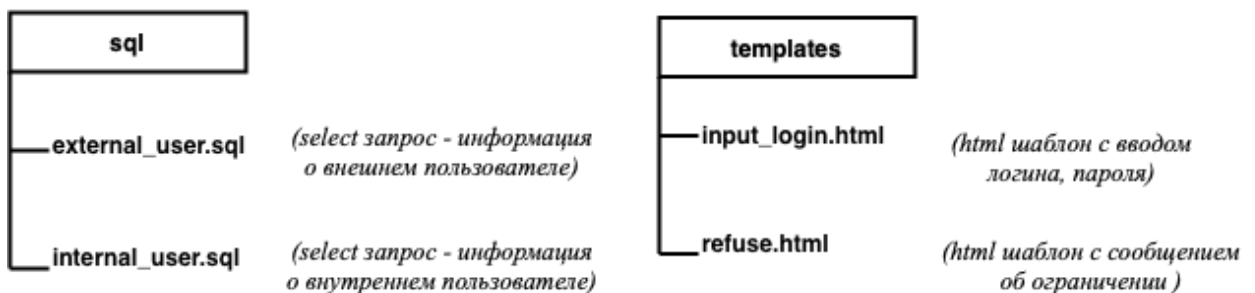 sql
external_user.sql
(select запрос - информация
о внешнем пользователе)
internal_user.sql
(select запрос - информация
о внутреннем пользователе)
templates
input_login.html
(html шаблон с вводом
логина, пароля)
refuse.html
(html шаблон с сообщением
об ограничении )